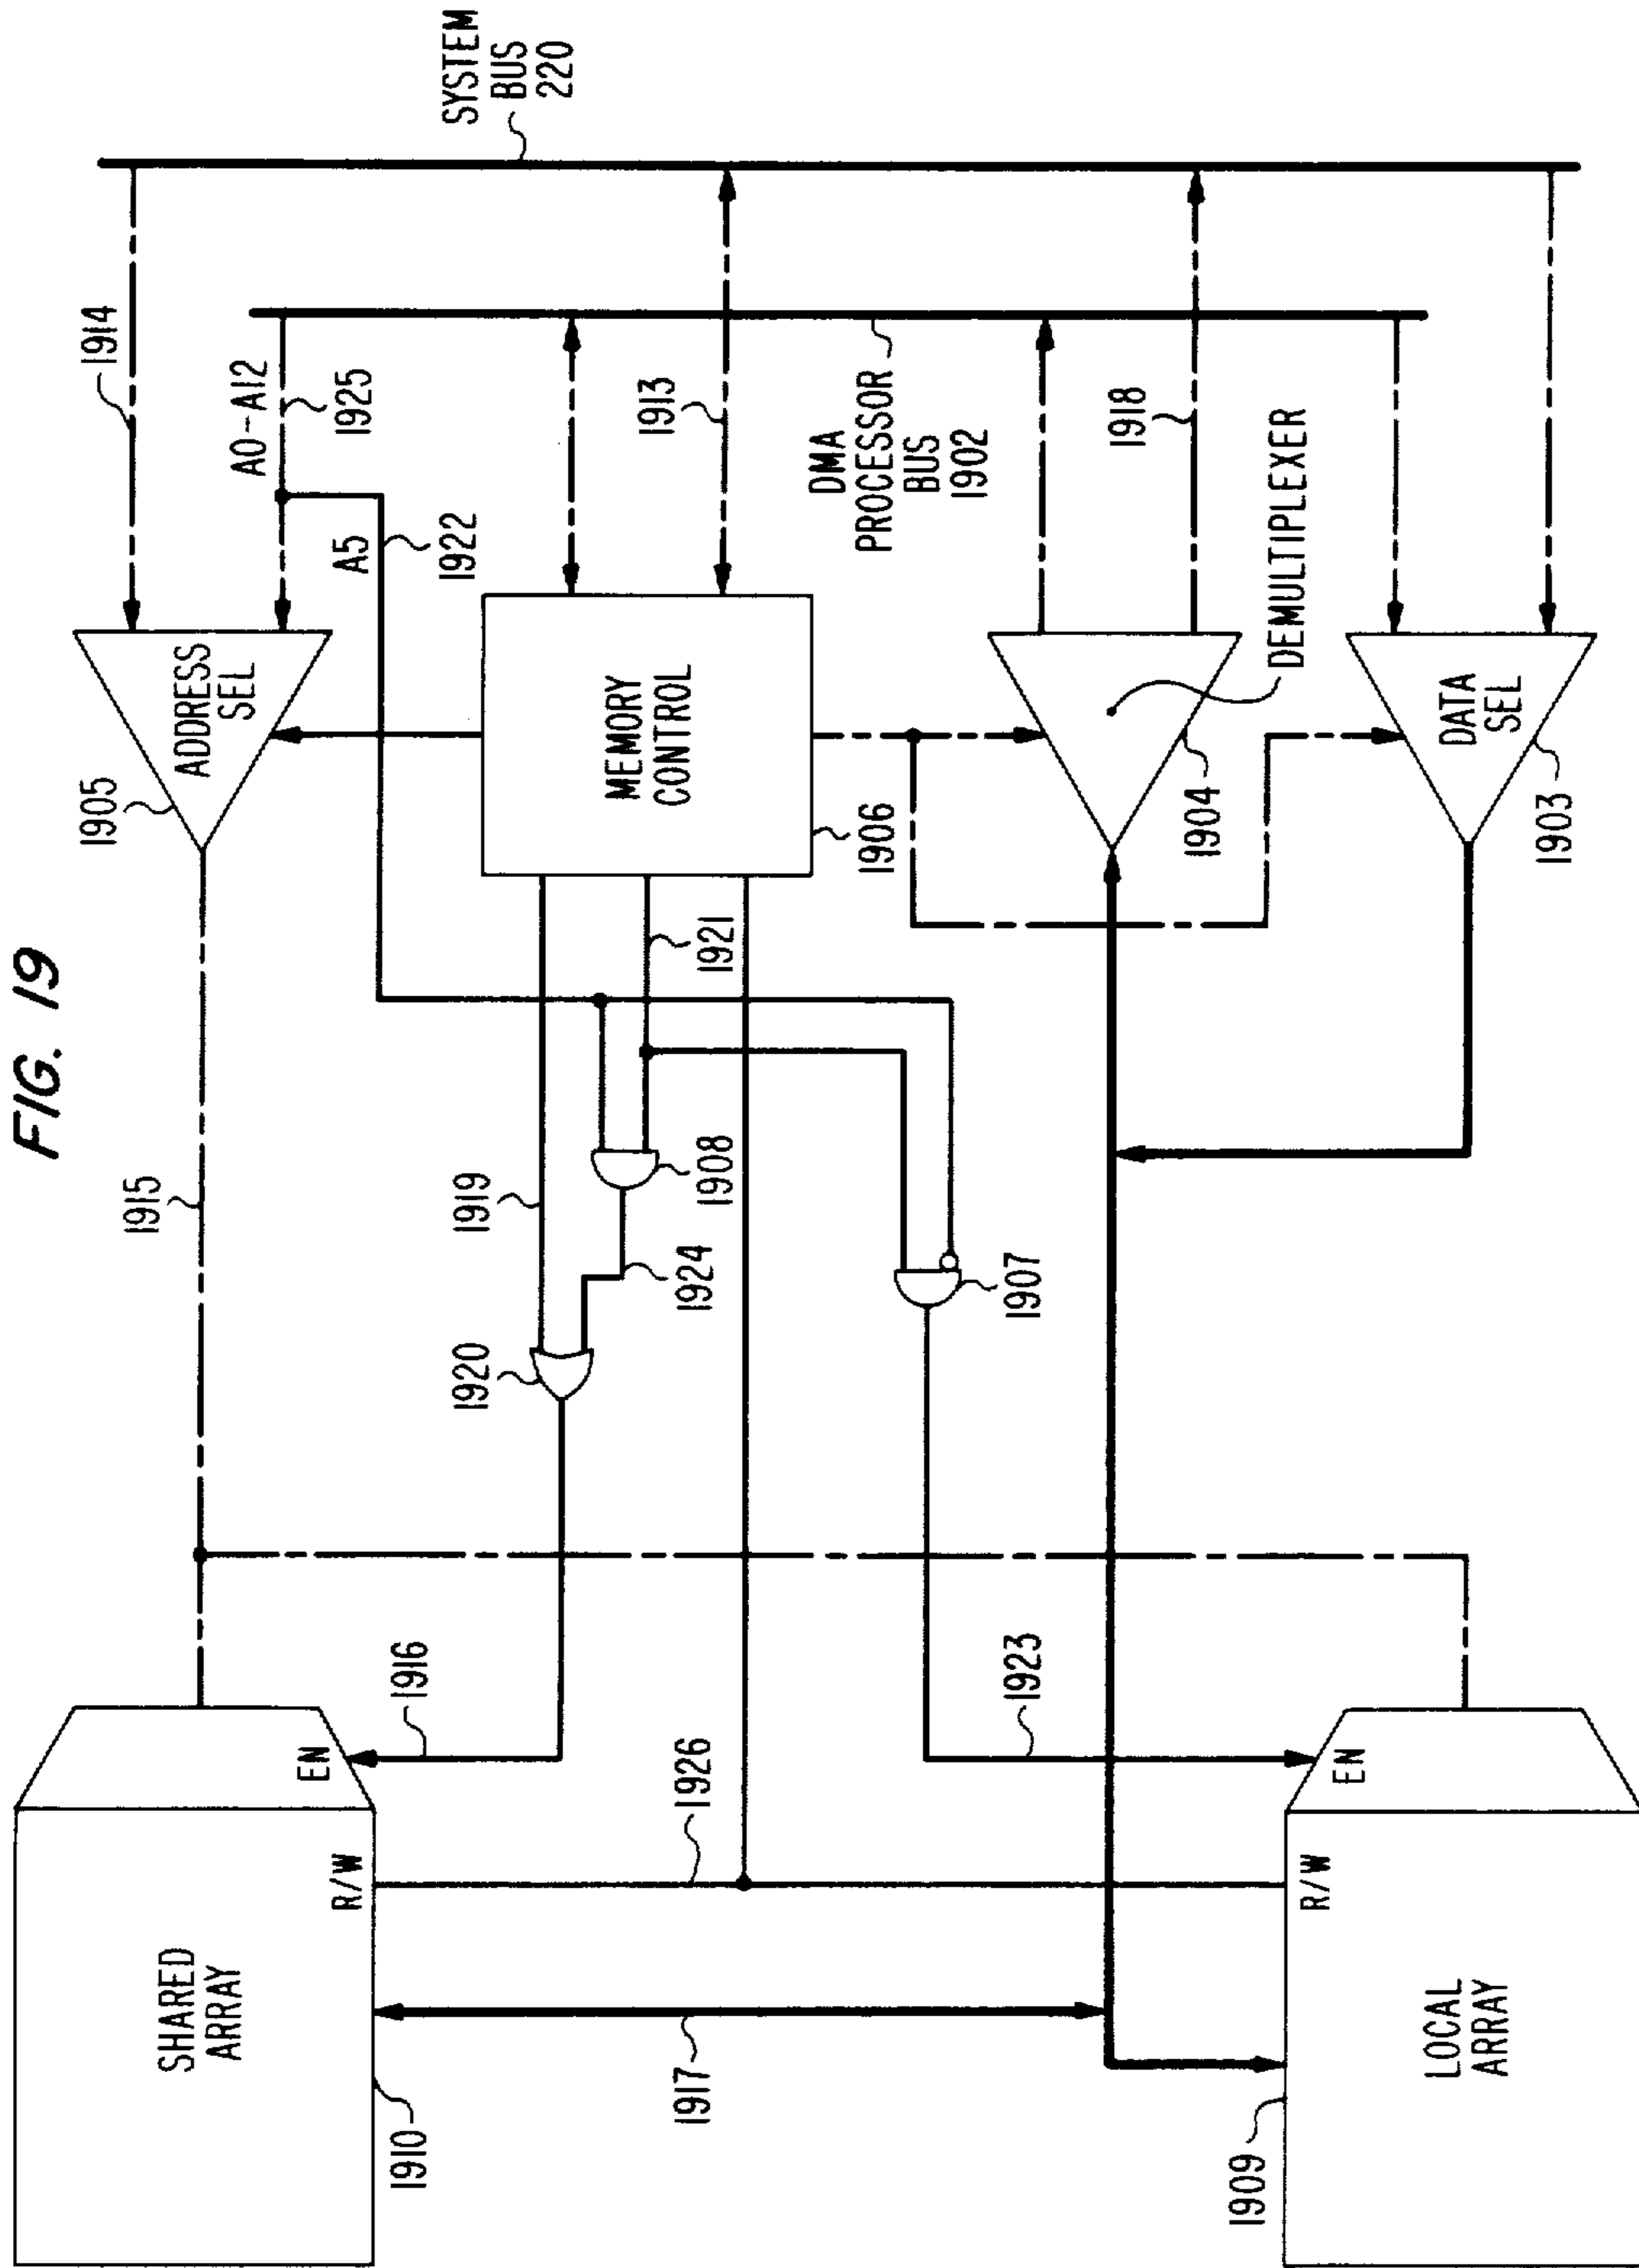 FIG. 19
SYSTEM
BUS
220
1914
A0-A12
1925
A5
1922
1905
ADDRESS
SEL
1915
1913
DMA
PROCESSOR
BUS
1902
MEMORY
CONTROL
1906
1918
DEMULTIPLEXER
1904
DATA
SEL
1903
1919
1921
1908
1924
1920
1907
1916
EN
1926
R/W
SHARED
ARRAY
1910
1917
1923
EN
R/W
LOCAL
ARRAY
1909